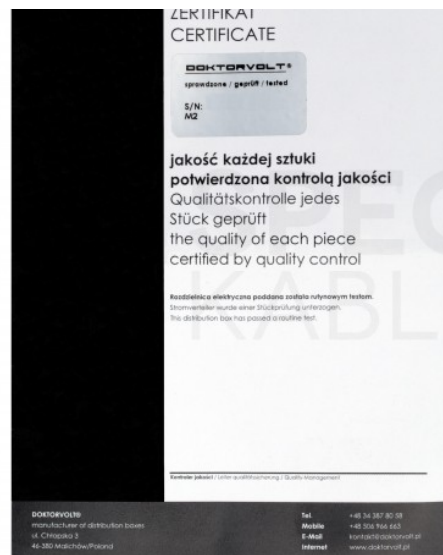 ZERTIFIKAT
CERTIFICATE
DOKTORVOLT®
sprawdzone / geprüft / tested
S/N:
M2
jakość każdej sztuki
potwierdzona kontrolą jakości
Qualitätskontrolle jedes
Stück geprüft
the quality of each piece
certified by quality control
SPEC
KABL
Rozdzielnica elektryczna poddana została rutynowym testom.
Stromverteiler wurde einer Stückprüfung unterzogen.
This distribution box has passed a routine test.
Kontroler jakości / Leiter qualitätssicherung / Quality-Management
DOKTORVOLT®
manufacturer of distribution boxes
ul. Chłopska 3
46-380 Malichów/Poland
Tel. +48 34 387 80 58
Mobile +48 506 966 663
E-Mail kontakt@doktorvolt.pl
Internet www.doktorvolt.pl